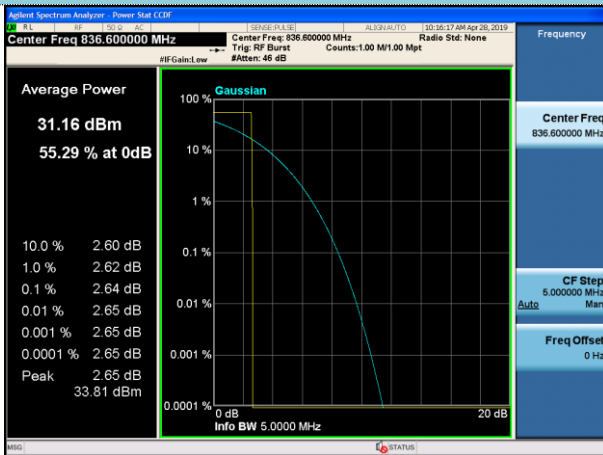 Agilent Spectrum Analyzer - Power Stat CCDF
RL RF 50 Ω AC SENSE:PULSE ALIGN AUTO 10:16:17 AM Apr 28, 2019
Center Freq 836.600000 MHz
Center Freq: 836.600000 MHz Radio Std: None
Trig: RF Burst Counts:1.00 M/1.00 Mpt
#IFGain:Low #Atten: 46 dB
Frequency
Average Power
31.16 dBm
55.29 % at 0dB
10.0 % 2.60 dB
1.0 % 2.62 dB
0.1 % 2.64 dB
0.01 % 2.65 dB
0.001 % 2.65 dB
0.0001 % 2.65 dB
Peak 2.65 dB
33.81 dBm
Gaussian
100 %
10 %
1 %
0.1 %
0.01 %
0.001 %
0.0001 %
0 dB 20 dB
Info BW 5.0000 MHz
Center Freq
836.600000 MHz
CF Step
5.000000 MHz
Auto Man
Freq Offset
0 Hz
MSG STATUS